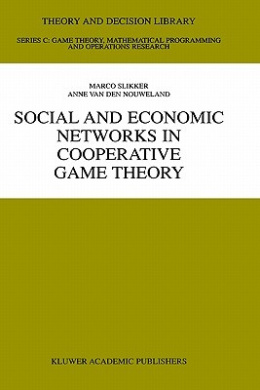 THEORY AND DECISION LIBRARY
SERIES C: GAME THEORY, MATHEMATICAL PROGRAMMING
AND OPERATIONS RESEARCH
MARCO SLIKKER
ANNE VAN DEN NOUWELAND
SOCIAL AND ECONOMIC
NETWORKS IN
COOPERATIVE
GAME THEORY
KLUWER ACADEMIC PUBLISHERS